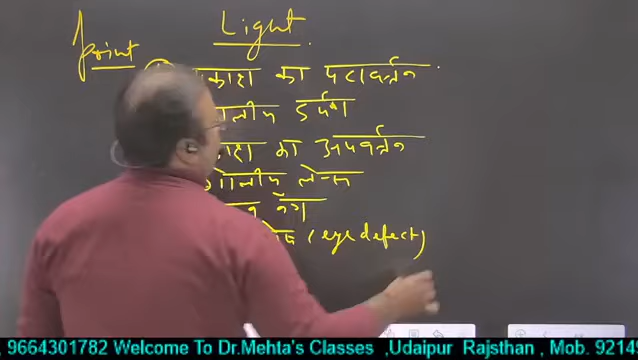 Light
Point
का परावर्तन
दर्पण
का अपवर्तन
गोलीय लेन्स
(eye defect)
, 9664301782 Welcome To Dr.Mehta's Classes ,Udaipur Rajsthan , Mob. 9214